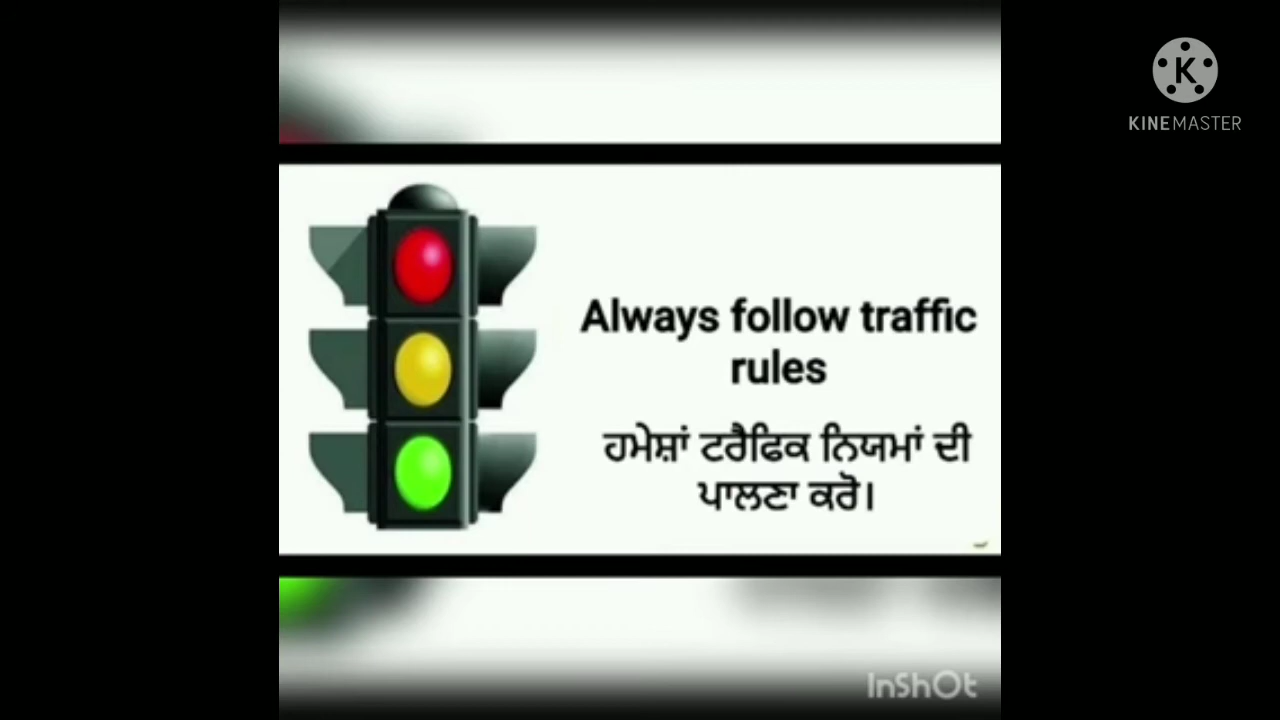 K
KINEMASTER
Always follow traffic
rules
ਹਮੇਸ਼ਾਂ ਟਰੈਫਿਕ ਨਿਯਮਾਂ ਦੀ
ਪਾਲਣਾ ਕਰੋ।
InShOt